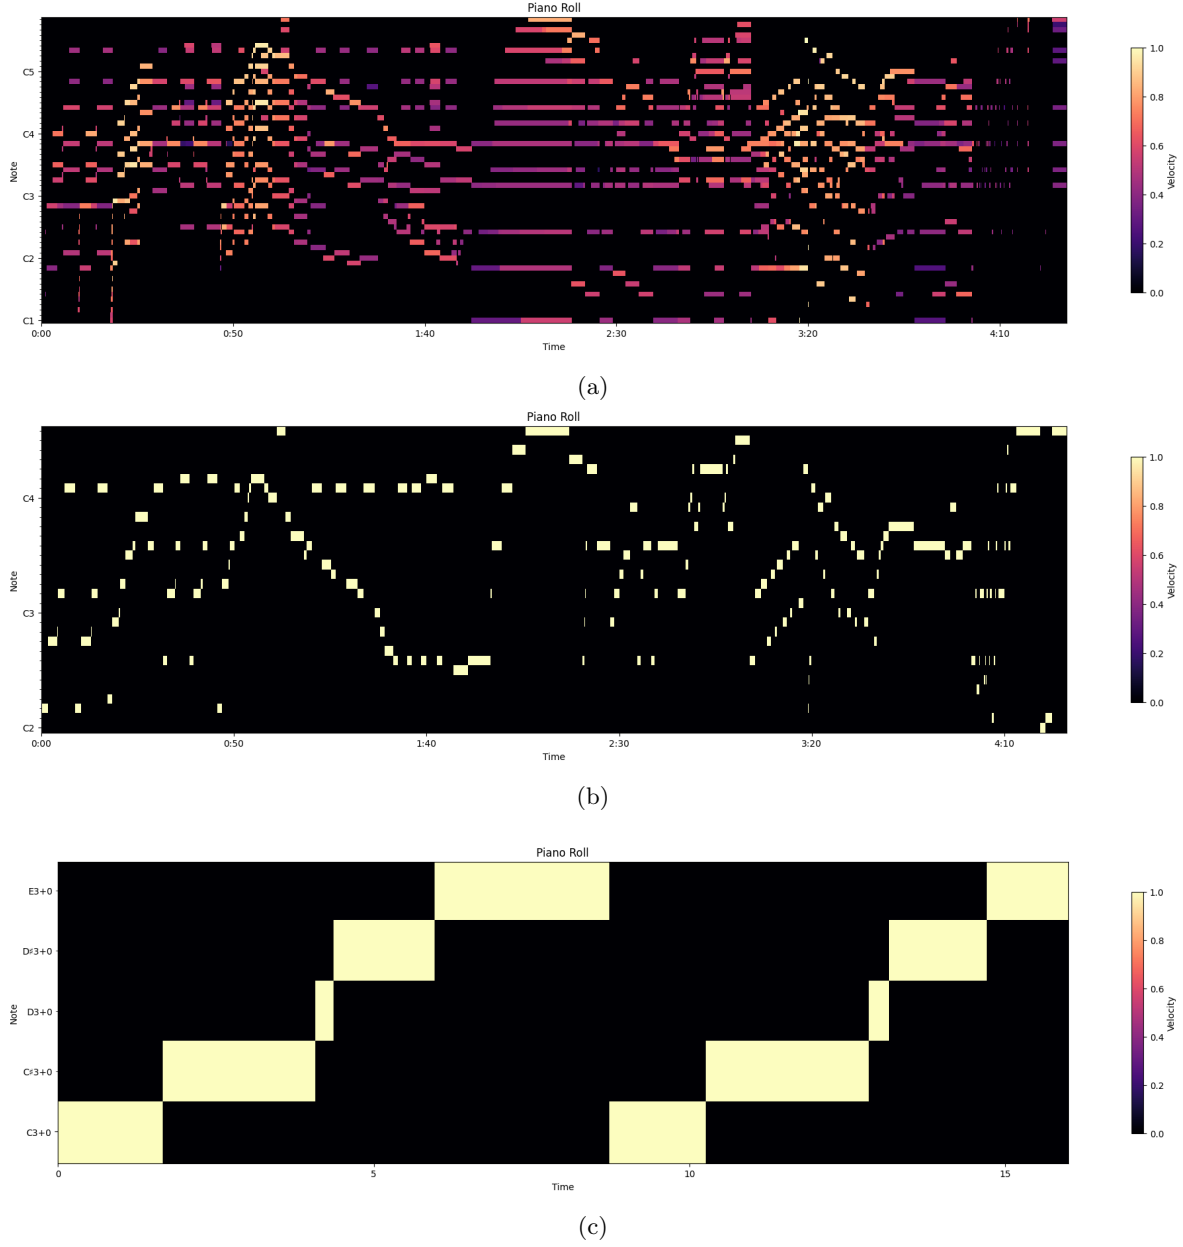 Piano Roll
C5
C4
C3
C2
C1
Note
0:00 0:50 1:40 2:30 3:20 4:10
Time
1.0
0.8
0.6
0.4
0.2
0.0
Velocity
(a)
Piano Roll
C4
C3
C2
Note
0:00 0:50 1:40 2:30 3:20 4:10
Time
1.0
0.8
0.6
0.4
0.2
0.0
Velocity
(b)
Piano Roll
E3+0
D♯3+0
D3+0
C♯3+0
C3+0
Note
0 5 10 15
Time
1.0
0.8
0.6
0.4
0.2
0.0
Velocity
(c)